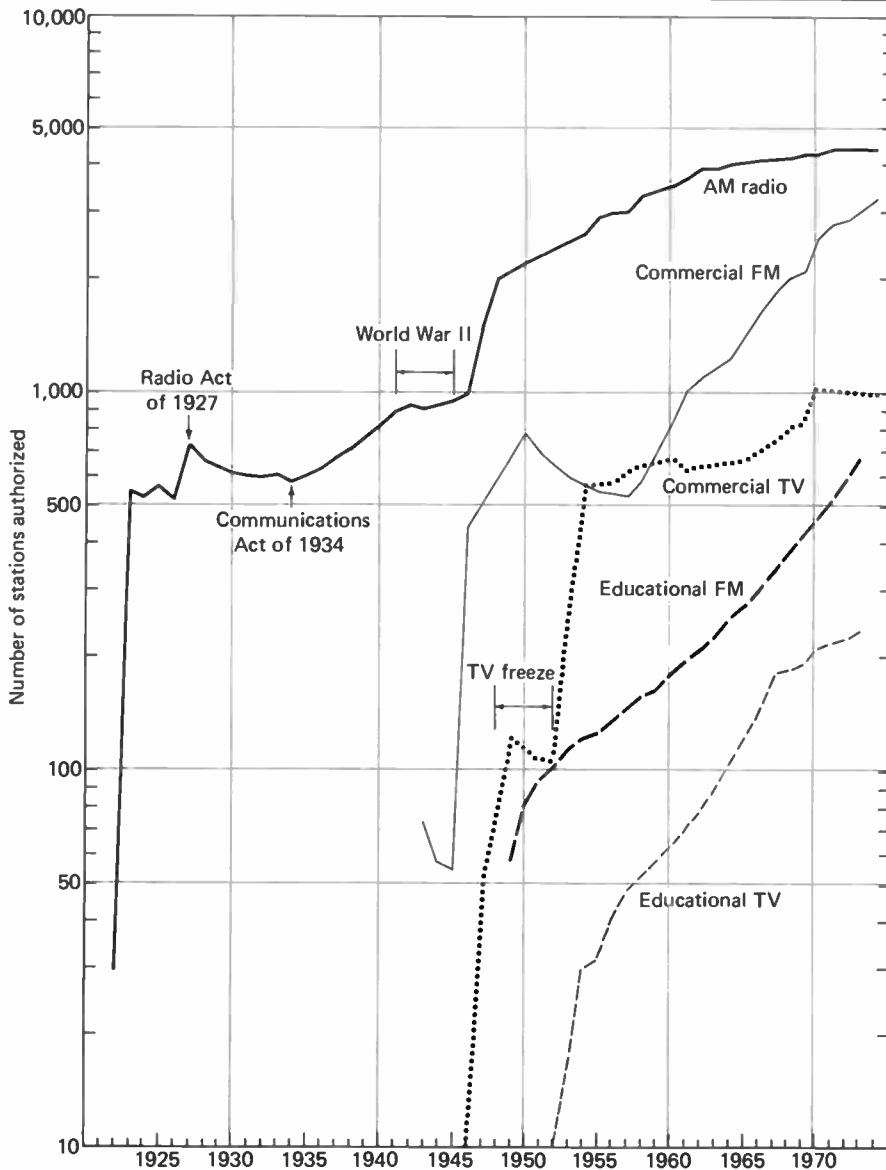 10,000
5,000
AM radio
Commercial FM
World War II
Radio Act
of 1927
1,000
Commercial TV
500
Communications
Act of 1934
Educational FM
TV freeze
100
50
Educational TV
10
Number of stations authorized
1925 1930 1935 1940 1945 1950 1955 1960 1965 1970